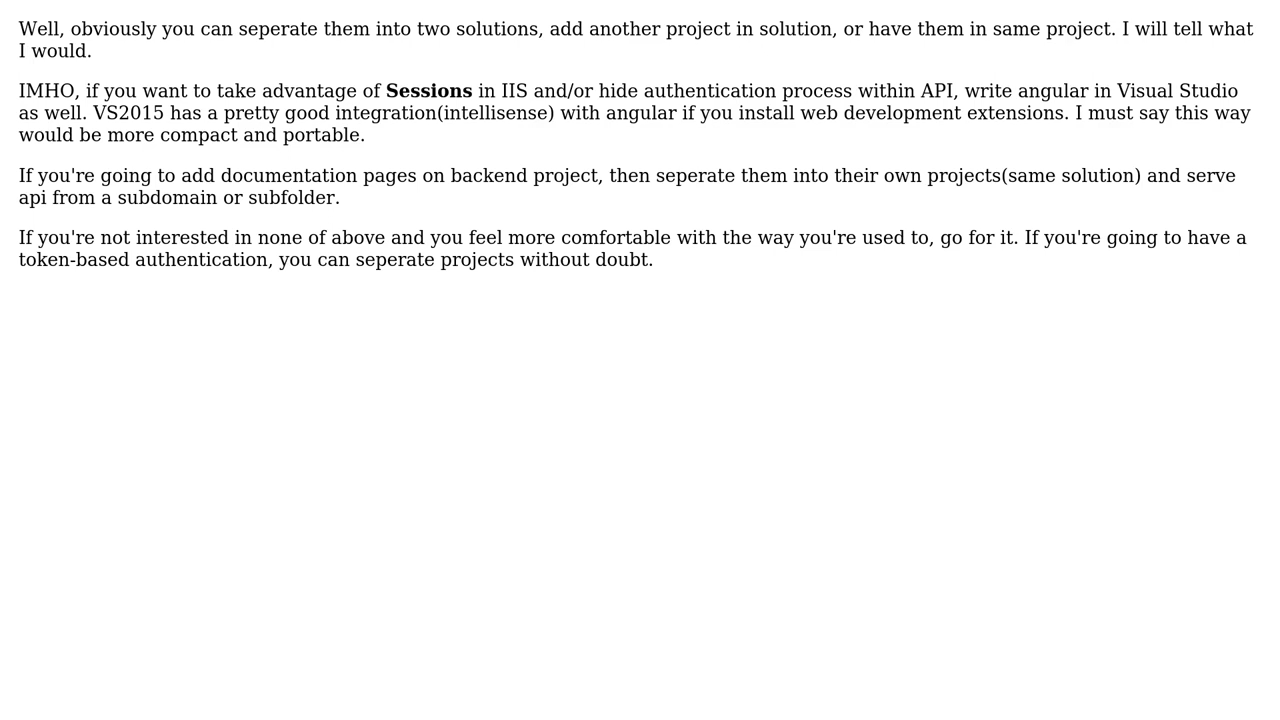 Well, obviously you can seperate them into two solutions, add another project in solution, or have them in same project. I will tell what
I would.
IMHO, if you want to take advantage of Sessions in IIS and/or hide authentication process within API, write angular in Visual Studio
as well. VS2015 has a pretty good integration(intellisense) with angular if you install web development extensions. I must say this way
would be more compact and portable.
If you're going to add documentation pages on backend project, then seperate them into their own projects(same solution) and serve
api from a subdomain or subfolder.
If you're not interested in none of above and you feel more comfortable with the way you're used to, go for it. If you're going to have a
token-based authentication, you can seperate projects without doubt.